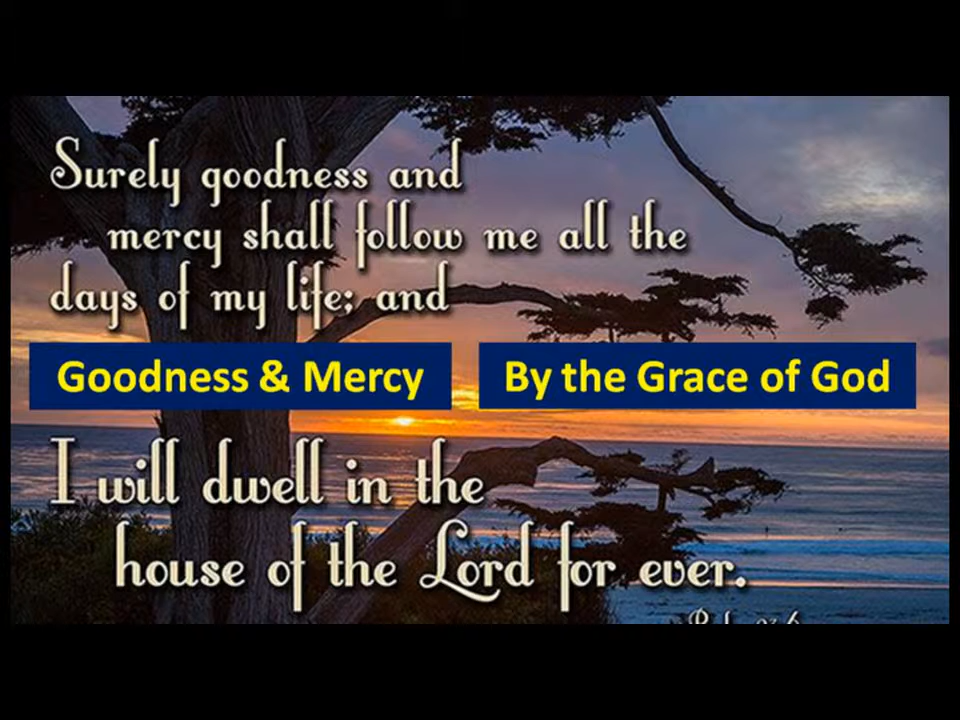 Surely goodness and
mercy shall follow me all the
days of my life; and
Goodness & Mercy
By the Grace of God
I will dwell in the
house of the Lord for ever.